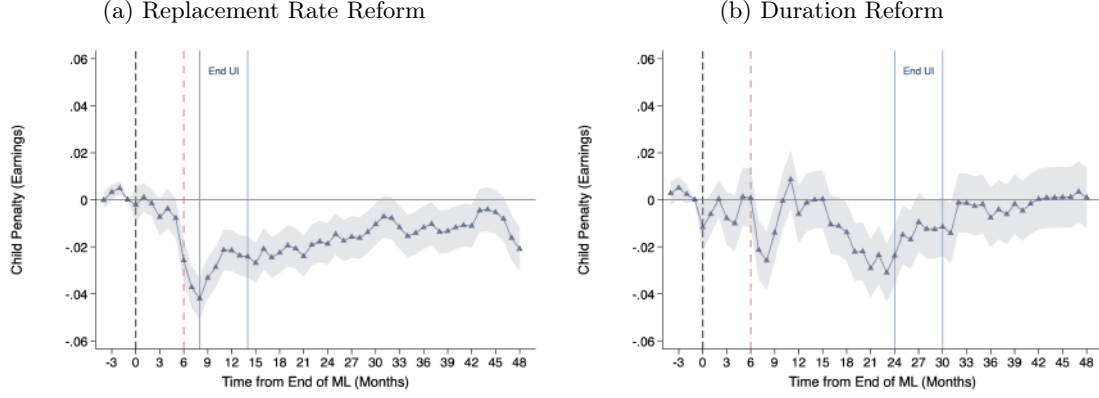 (a) Replacement Rate Reform
.06
.04
.02
0
-.02
-.04
-.06
Child Penalty (Earnings)
End UI
-3 0 3 6 9 12 15 18 21 24 27 30 33 36 39 42 45 48
Time from End of ML (Months)
(b) Duration Reform
.06
.04
.02
0
-.02
-.04
-.06
Child Penalty (Earnings)
End UI
-3 0 3 6 9 12 15 18 21 24 27 30 33 36 39 42 45 48
Time from End of ML (Months)